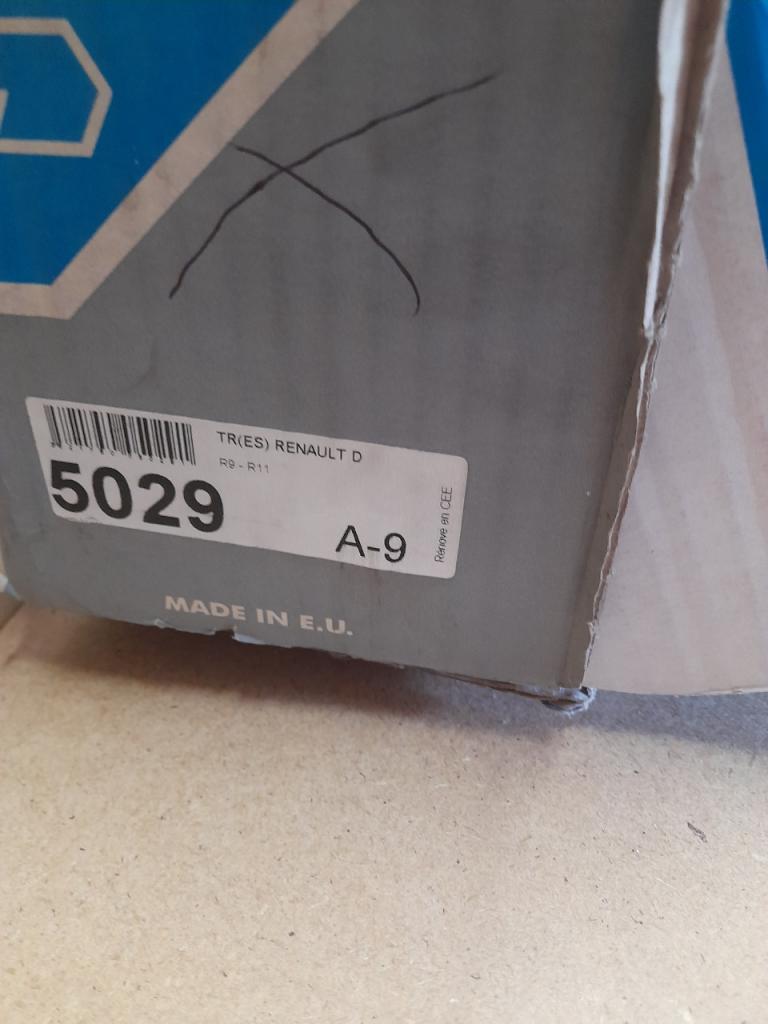 TR(ES) RENAULT D
R9 - R11
5029
A-9
Rénové en CEE
MADE IN E.U.